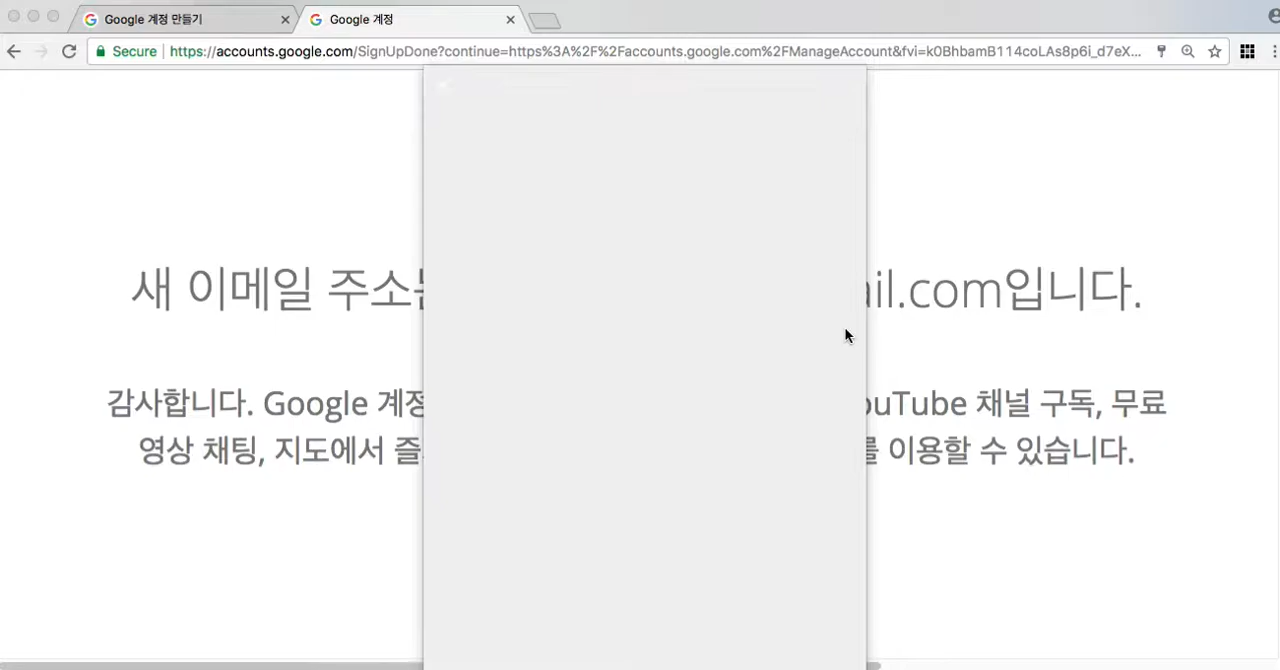 Google 계정 만들기
Google 계정
Secure
https://accounts.google.com/SignUpDone?continue=https%3A%2F%2Faccounts.google.com%2FManageAccount&fvi=k0BhbamB114coLAs8p6i_d7eX...
새 이메일 주소 ail.com입니다.
감사합니다. Google 계정 ouTube 채널 구독, 무료
영상 채팅, 지도에서 를 이용할 수 있습니다.